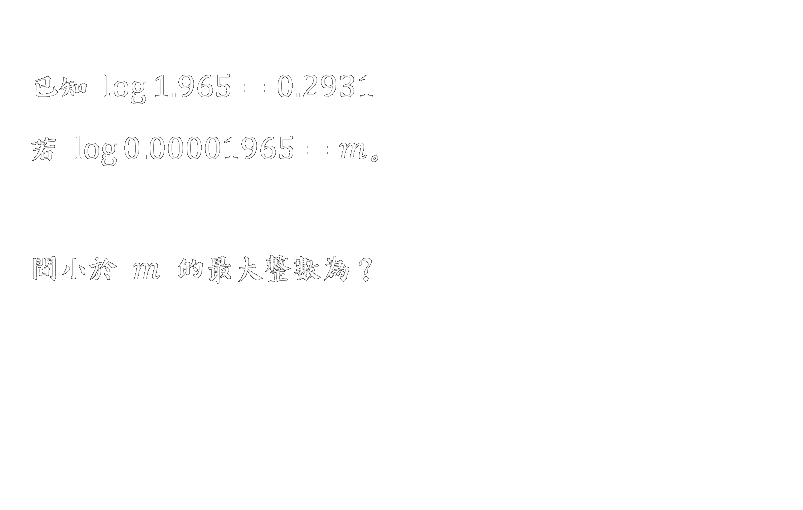 已知 log 1.965 = 0.2931
若 log 0.00001965 = m。
問小於 m 的最大整數為？